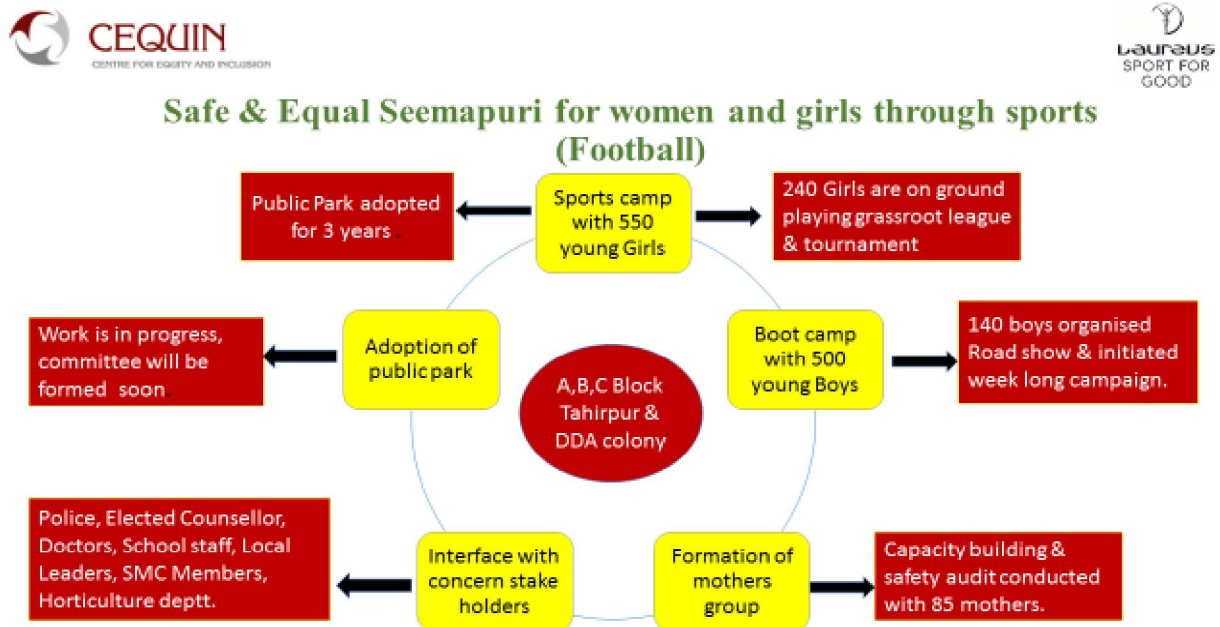 CEQUIN
CENTRE FOR EQUITY AND INCLUSION
LAUREUS
SPORT FOR
GOOD
Safe & Equal Seemapuri for women and girls through sports
(Football)
Public Park adopted
for 3 years .
Sports camp
with 550
young Girls
240 Girls are on ground
playing grassroot league
& tournament
Work is in progress,
committee will be
formed soon.
Adoption of
public park
Boot camp
with 500
young Boys
140 boys organised
Road show & initiated
week long campaign.
A,B,C Block
Tahirpur &
DDA colony
Police, Elected Counsellor,
Doctors, School staff, Local
Leaders, SMC Members,
Horticulture deptt.
Interface with
concern stake
holders
Formation of
mothers
group
Capacity building &
safety audit conducted
with 85 mothers.